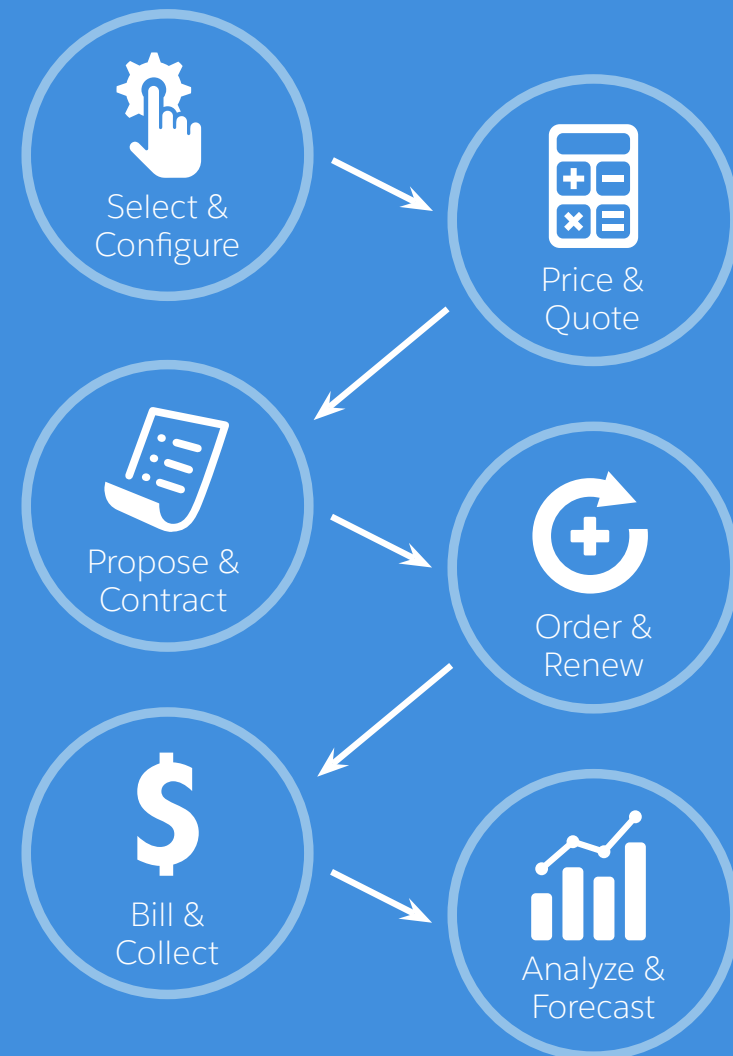 Select &
Configure
Price &
Quote
Propose &
Contract
Order &
Renew
Bill &
Collect
Analyze &
Forecast